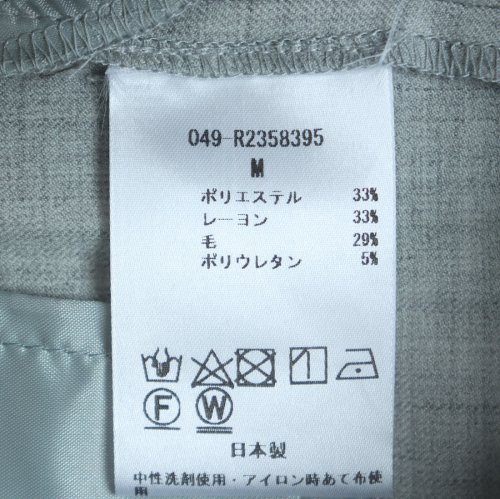 049-R2358395
M
ポリエステル 33%
レーヨン 33%
毛 29%
ポリウレタン 5%
F W
日本製
中性洗剤使用・アイロン時あて布使
用